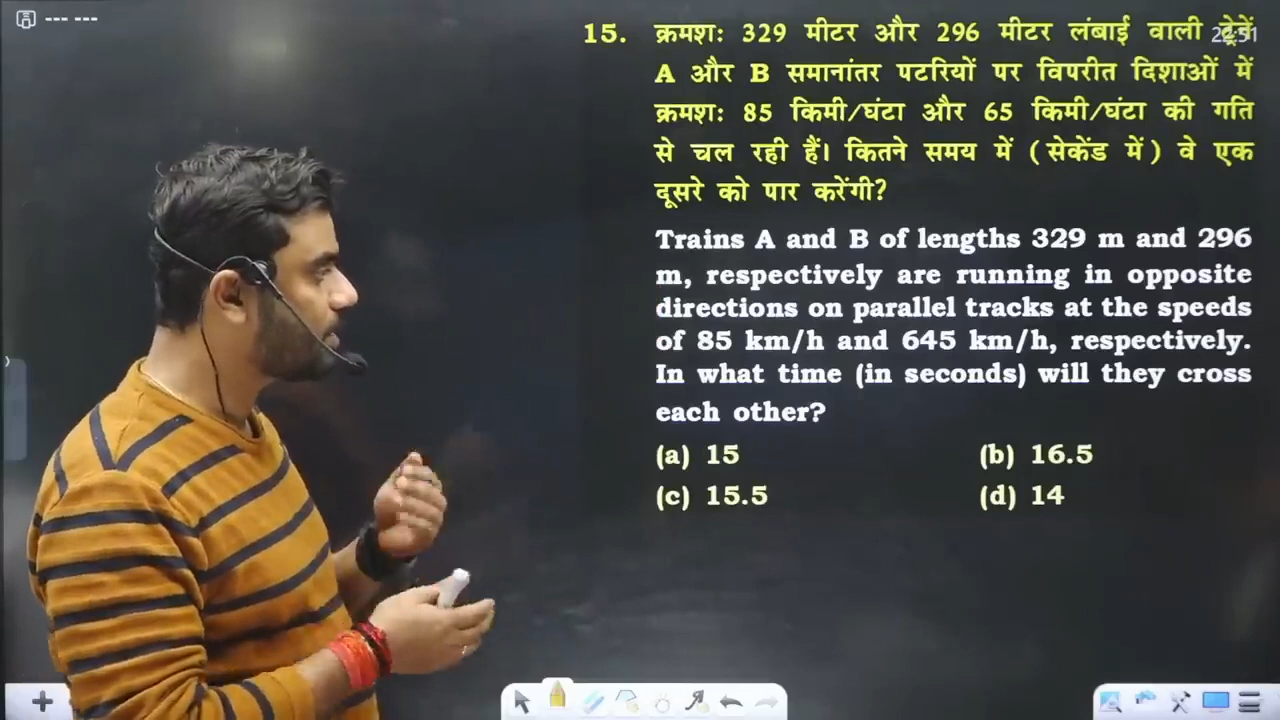 15. क्रमशः 329 मीटर और 296 मीटर लंबाई वाली ट्रेनें
22:51
A और B समानांतर पटरियों पर विपरीत दिशाओं में
क्रमशः 85 किमी/घंटा और 65 किमी/घंटा की गति
से चल रही हैं। कितने समय में (सेकेंड में) वे एक
दूसरे को पार करेंगी?
Trains A and B of lengths 329 m and 296
m, respectively are running in opposite
directions on parallel tracks at the speeds
of 85 km/h and 645 km/h, respectively.
In what time (in seconds) will they cross
each other?
(a) 15 (b) 16.5
(c) 15.5 (d) 14